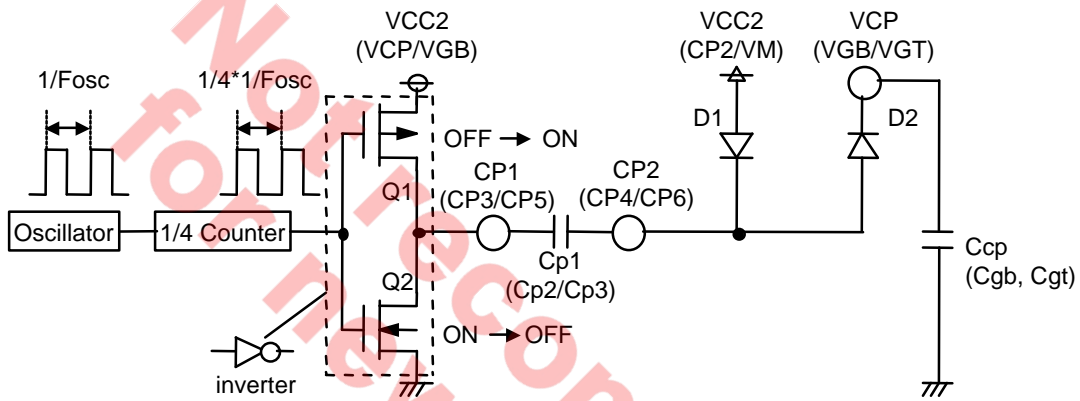 VCC2
(VCP/VGB)
VCC2
(CP2/VM)
VCP
(VGB/VGT)
1/Fosc
1/4*1/Fosc
D1
D2
OFF → ON
CP1
(CP3/CP5)
CP2
(CP4/CP6)
Q1
Oscillator
1/4 Counter
Cp1
(Cp2/Cp3)
Ccp
(Cgb, Cgt)
Q2
ON → OFF
inverter
Not recon
for new